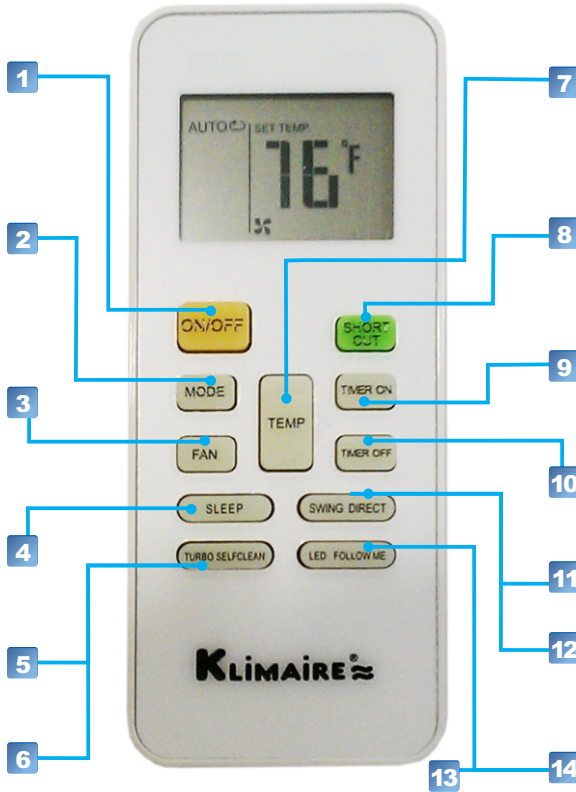 1
7
AUTO SET TEMP.
76°F
2
8
ON/OFF
SHORT
CUT
9
MODE
TIMER ON
3
TEMP
FAN
TIMER OFF
10
SLEEP
SWING DIRECT
4
TURBO SELFCLEAN
LED FOLLOW ME
11
12
KLIMAIRE®
5
6
13
14